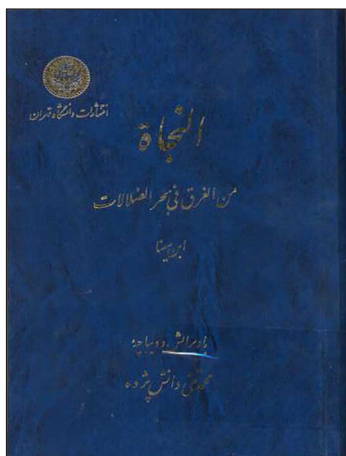 انتشارات دانشگاه تهران
النجاة
من الغرق فی بحر الضلالات
ابن سینا
با ویرایش و دیباچهٔ
محمدتقی دانش پژوه